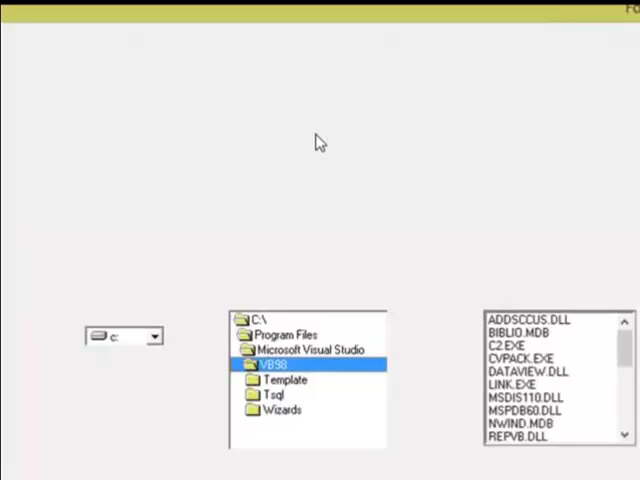 Fo
c:
C:\
Program Files
Microsoft Visual Studio
VB98
Template
Tsql
Wizards
ADDSCCUS.DLL
BIBLIO.MDB
C2.EXE
CVPACK.EXE
DATAVIEW.DLL
LINK.EXE
MSDIS110.DLL
MSPDB60.DLL
NWIND.MDB
REPVB.DLL